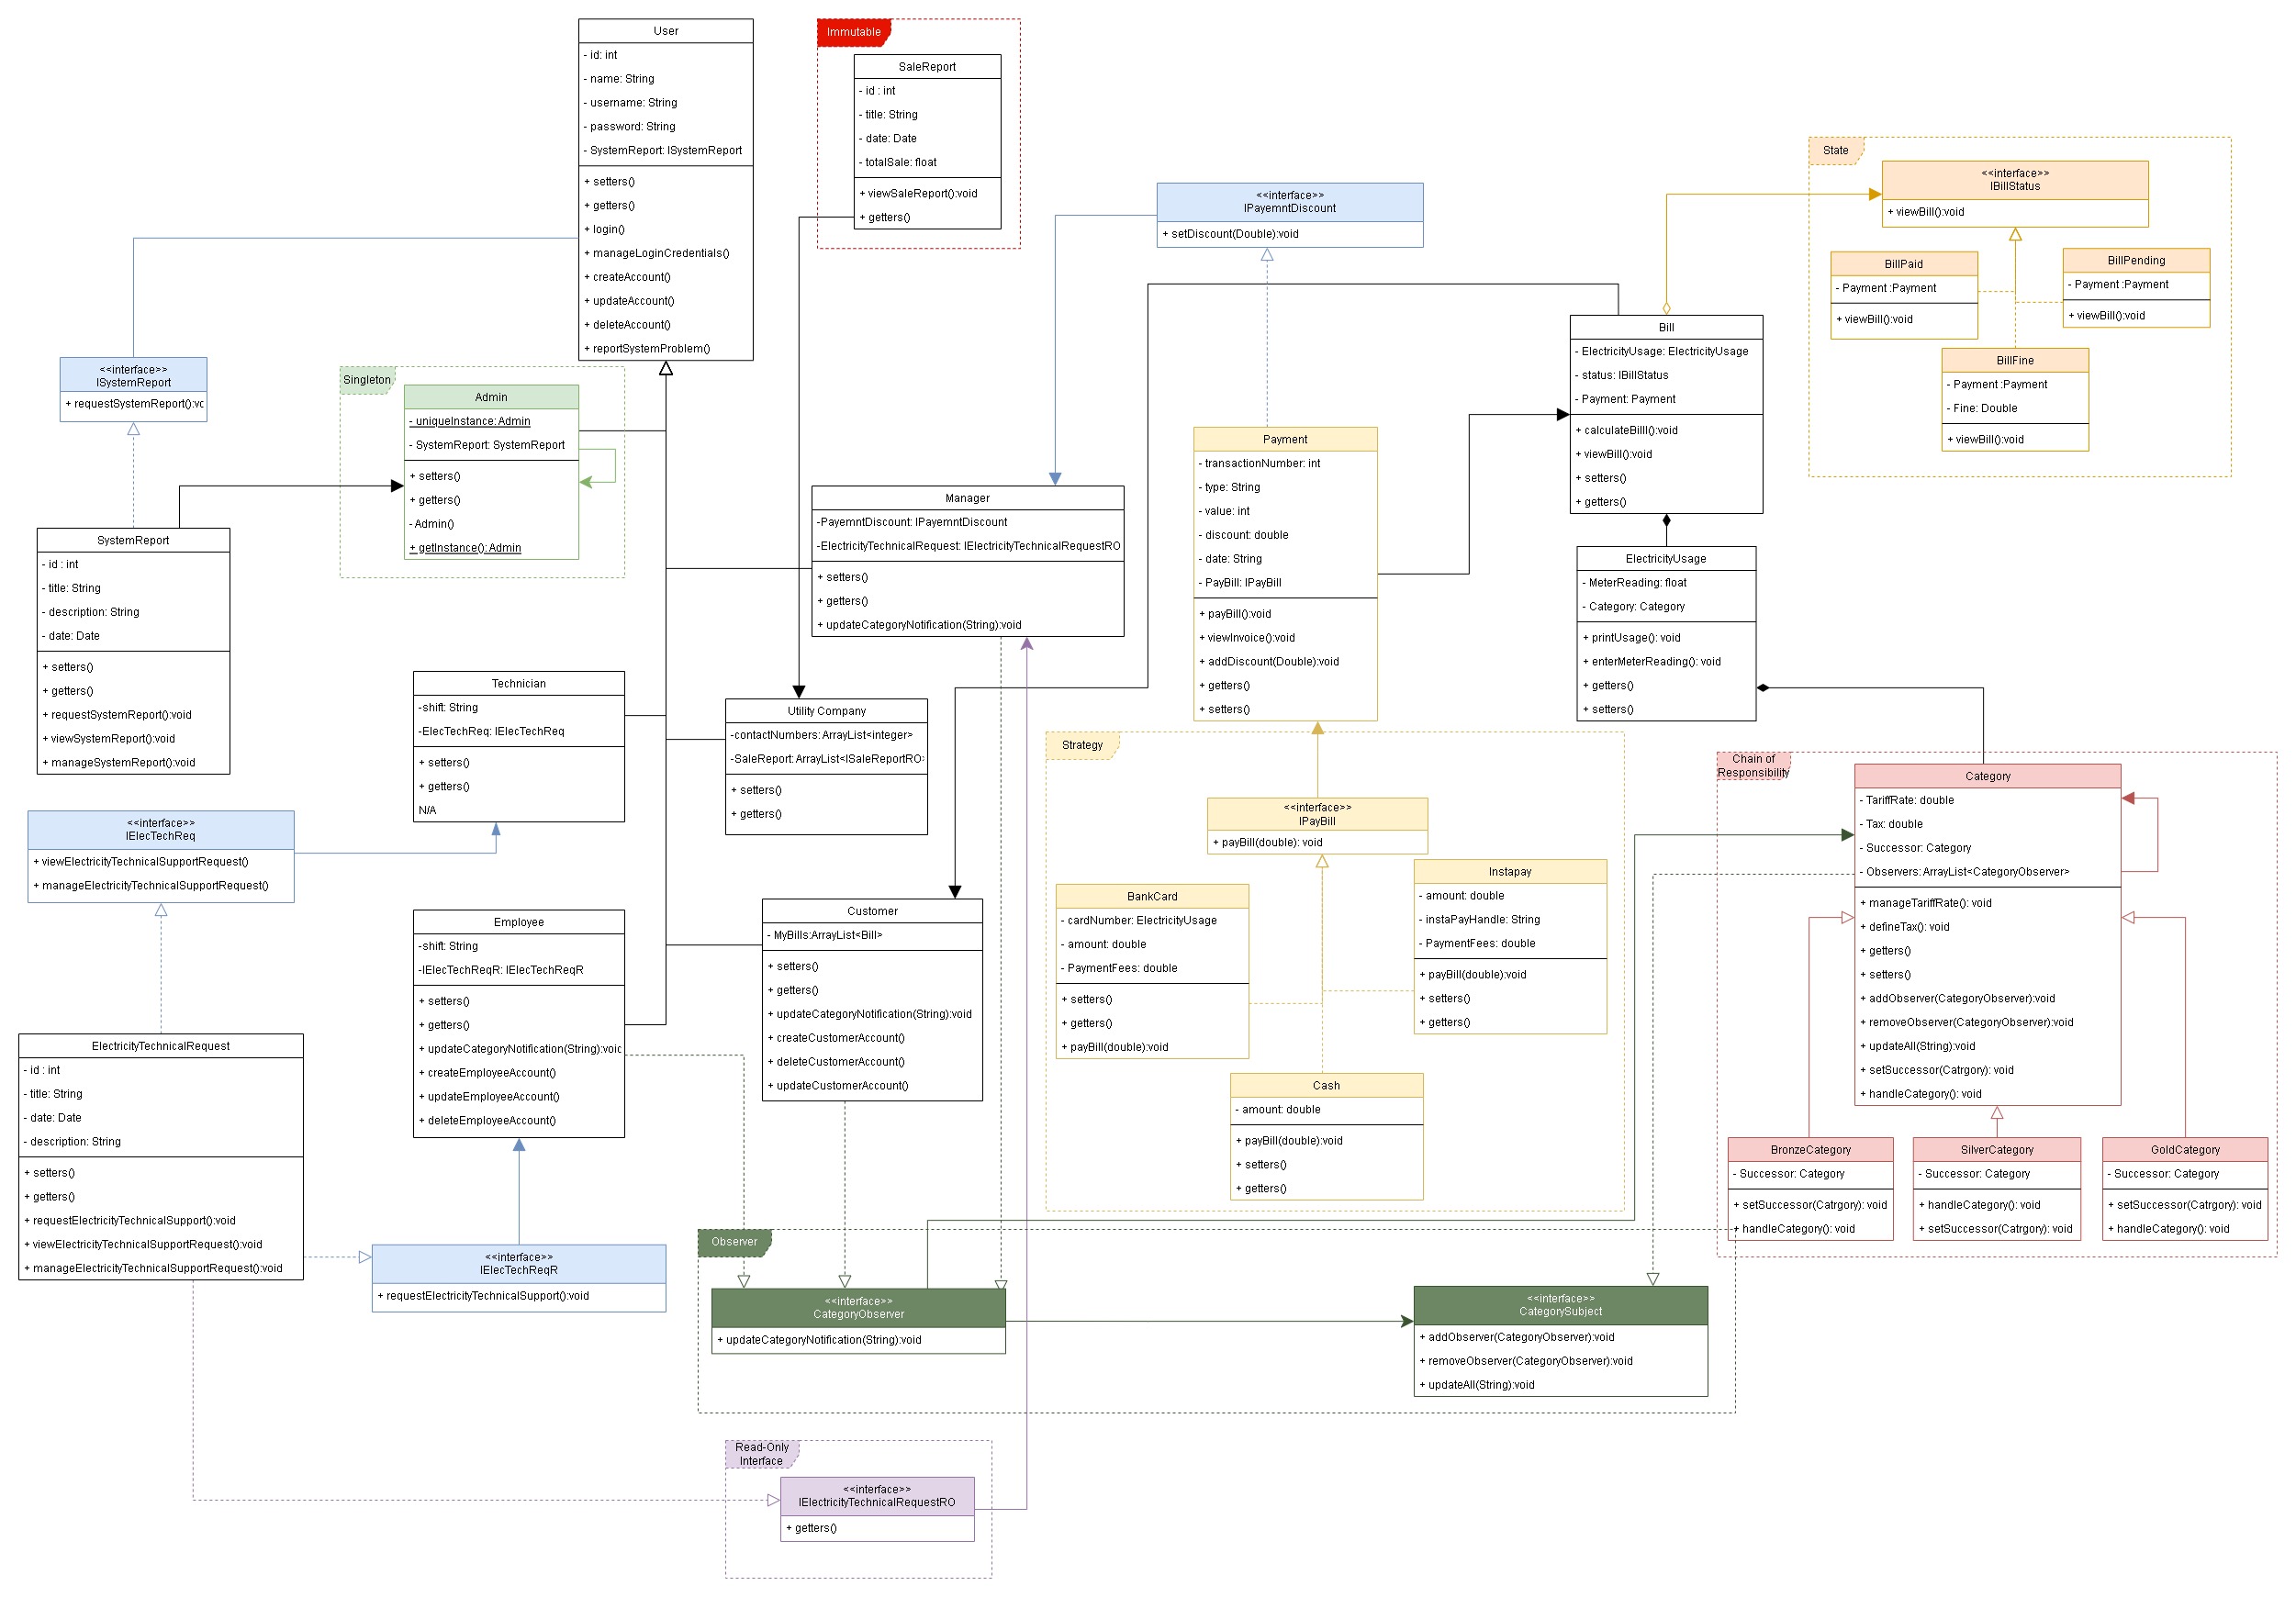 User
- id: int
- name: String
- username: String
- password: String
- SystemReport: ISystemReport
+ setters()
+ getters()
+ login()
+ manageLoginCredentials()
+ createAccount()
+ updateAccount()
+ deleteAccount()
+ reportSystemProblem()
Immutable
SaleReport
- id : int
- title: String
- date: Date
- totalSale: float
+ viewSaleReport():void
+ getters()
<<interface>>
IPayemntDiscount
+ setDiscount(Double):void
State
<<interface>>
IBillStatus
+ viewBill():void
BillPaid
- Payment :Payment
+ viewBill():void
BillPending
- Payment :Payment
+ viewBill():void
BillFine
- Payment :Payment
- Fine: Double
+ viewBill():void
Bill
- ElectricityUsage: ElectricityUsage
- status: IBillStatus
- Payment: Payment
+ calculateBilll():void
+ viewBill():void
+ setters()
+ getters()
<<interface>>
ISystemReport
+ requestSystemReport():vc
Singleton
Admin
- uniqueInstance: Admin
- SystemReport: SystemReport
+ setters()
+ getters()
- Admin()
+ getInstance(): Admin
SystemReport
- id : int
- title: String
- description: String
- date: Date
+ setters()
+ getters()
+ requestSystemReport():void
+ viewSystemReport():void
+ manageSystemReport():void
Manager
-PayemntDiscount: IPayemntDiscount
-ElectricityTechnicalRequest: IElectricityTechnicalRequestRO
+ setters()
+ getters()
+ updateCategoryNotification(String):void
Payment
- transactionNumber: int
- type: String
- value: int
- discount: double
- date: String
- PayBill: IPayBill
+ payBill():void
+ viewInvoice():void
+ addDiscount(Double):void
+ getters()
+ setters()
ElectricityUsage
- MeterReading: float
- Category: Category
+ printUsage(): void
+ enterMeterReading(): void
+ getters()
+ setters()
Technician
-shift: String
-ElecTechReq: IElecTechReq
+ setters()
+ getters()
N/A
Utility Company
-contactNumbers: ArrayList<integer>
-SaleReport: ArrayList<ISaleReportRO>
+ setters()
+ getters()
<<interface>>
IElecTechReq
+ viewElectricityTechnicalSupportRequest()
+ manageElectricityTechnicalSupportRequest()
Employee
-shift: String
-IElecTechReqR: IElecTechReqR
+ setters()
+ getters()
+ updateCategoryNotification(String):void
+ createEmployeeAccount()
+ updateEmployeeAccount()
+ deleteEmployeeAccount()
Customer
- MyBills:ArrayList<Bill>
+ setters()
+ getters()
+ updateCategoryNotification(String):void
+ createCustomerAccount()
+ deleteCustomerAccount()
+ updateCustomerAccount()
Strategy
<<interface>>
IPayBill
+ payBill(double): void
BankCard
- cardNumber: ElectricityUsage
- amount: double
- PaymentFees: double
+ setters()
+ getters()
+ payBill(double):void
Instapay
- amount: double
- instaPayHandle: String
- PaymentFees: double
+ payBill(double):void
+ setters()
+ getters()
Cash
- amount: double
+ payBill(double):void
+ setters()
+ getters()
Chain of
Responsibility
Category
- TariffRate: double
- Tax: double
- Successor: Category
- Observers: ArrayList<CategoryObserver>
+ manageTariffRate(): void
+ defineTax(): void
+ getters()
+ setters()
+ addObserver(CategoryObserver):void
+ removeObserver(CategoryObserver):void
+ updateAll(String):void
+ setSuccessor(Catrgory): void
+ handleCategory(): void
BronzeCategory
- Successor: Category
+ setSuccessor(Catrgory): void
+ handleCategory(): void
SilverCategory
- Successor: Category
+ handleCategory(): void
+ setSuccessor(Catrgory): void
GoldCategory
- Successor: Category
+ setSuccessor(Catrgory): void
+ handleCategory(): void
ElectricityTechnicalRequest
- id : int
- title: String
- date: Date
- description: String
+ setters()
+ getters()
+ requestElectricityTechnicalSupport():void
+ viewElectricityTechnicalSupportRequest():void
+ manageElectricityTechnicalSupportRequest():void
<<interface>>
IElecTechReqR
+ requestElectricityTechnicalSupport():void
Observer
<<interface>>
CategoryObserver
+ updateCategoryNotification(String):void
<<interface>>
CategorySubject
+ addObserver(CategoryObserver):void
+ removeObserver(CategoryObserver):void
+ updateAll(String):void
Read-Only
Interface
<<interface>>
IElectricityTechnicalRequestRO
+ getters()